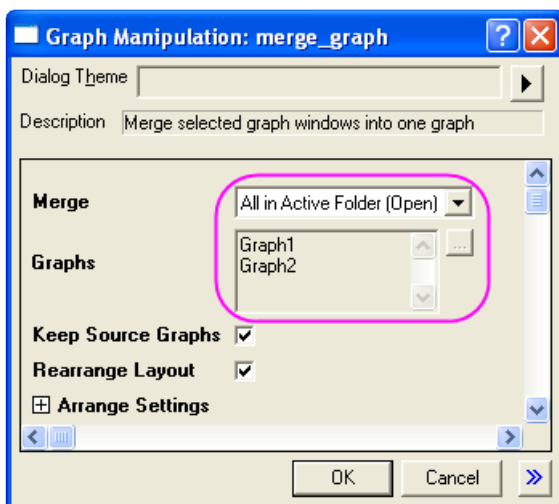 Graph Manipulation: merge_graph
Dialog Theme
Description Merge selected graph windows into one graph
Merge All in Active Folder (Open)
Graphs Graph1
Graph2
...
Keep Source Graphs
Rearrange Layout
Arrange Settings
OK Cancel